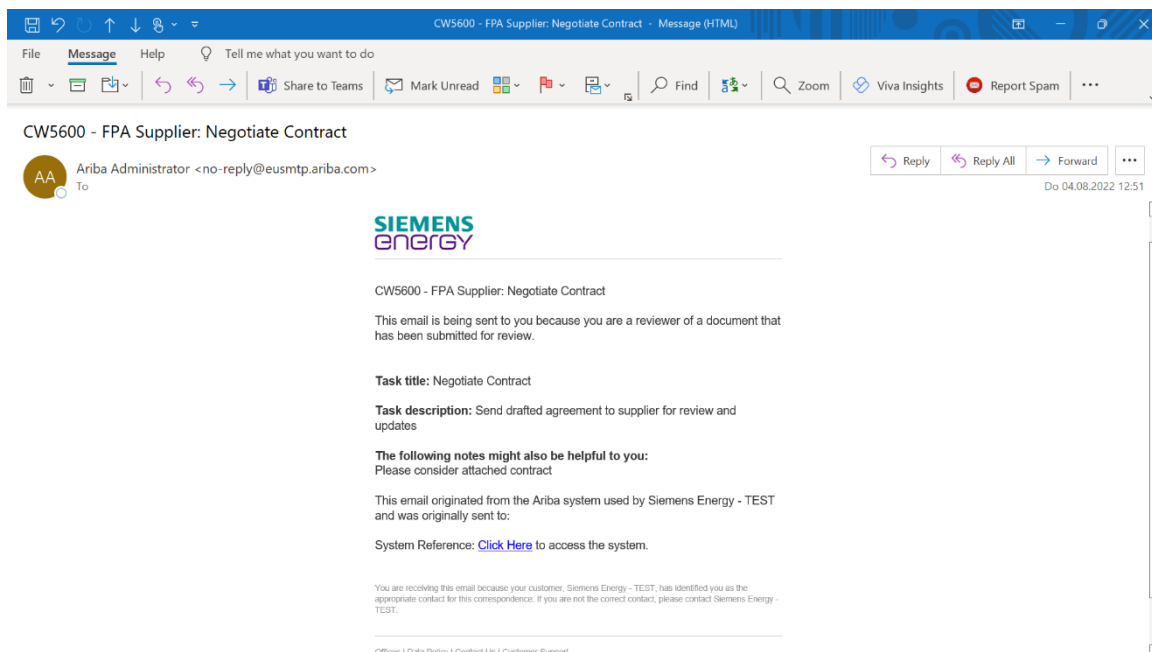 CW5600 - FPA Supplier: Negotiate Contract - Message (HTML)
File Message Help Tell me what you want to do
Share to Teams Mark Unread Find Zoom Viva Insights Report Spam
CW5600 - FPA Supplier: Negotiate Contract
AA
Ariba Administrator <no-reply@eusmtp.ariba.com>
To
Reply Reply All Forward
Do 04.08.2022 12:51
SIEMENS
energy
CW5600 - FPA Supplier: Negotiate Contract
This email is being sent to you because you are a reviewer of a document that
has been submitted for review.
Task title: Negotiate Contract
Task description: Send drafted agreement to supplier for review and
updates
The following notes might also be helpful to you:
Please consider attached contract
This email originated from the Ariba system used by Siemens Energy - TEST
and was originally sent to:
System Reference: Click Here to access the system.
You are receiving this email because your customer, Siemens Energy - TEST, has identified you as the
appropriate contact for this correspondence. If you are not the correct contact, please contact Siemens Energy -
TEST.
Offices | Data Policy | Contact Us | Customer Support